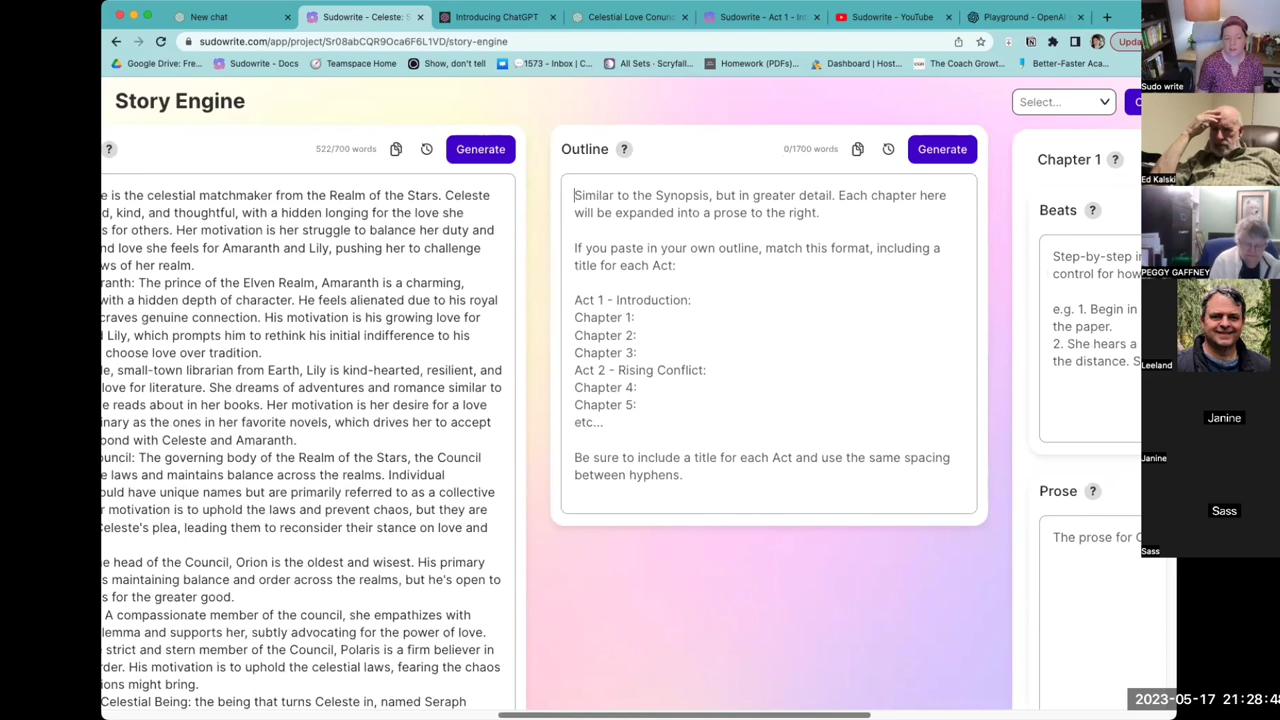 New chat
Sudowrite - Celeste: S
Introducing ChatGPT
Celestial Love Conun
Sudowrite - Act 1 - In
Sudowrite - YouTube
Playground - OpenAI
sudowrite.com/app/project/Sr08abCQR9Oca6F6L1VD/story-engine
Upda
Google Drive: Fre...
Sudowrite - Docs
Teamspace Home
Show, don't tell
1573 - Inbox | C...
All Sets · Scryfall...
Homework (PDFs)...
Dashboard | Host...
The Coach Growt...
Better-Faster Aca...
Story Engine
Select...
?
522/700 words
Generate
e is the celestial matchmaker from the Realm of the Stars. Celeste
d, kind, and thoughtful, with a hidden longing for the love she
s for others. Her motivation is her struggle to balance her duty and
nd love she feels for Amaranth and Lily, pushing her to challenge
ws of her realm.
ranth: The prince of the Elven Realm, Amaranth is a charming,
with a hidden depth of character. He feels alienated due to his royal
craves genuine connection. His motivation is his growing love for
d Lily, which prompts him to rethink his initial indifference to his
choose love over tradition.
le, small-town librarian from Earth, Lily is kind-hearted, resilient, and
love for literature. She dreams of adventures and romance similar to
e reads about in her books. Her motivation is her desire for a love
inary as the ones in her favorite novels, which drives her to accept
bond with Celeste and Amaranth.
ouncil: The governing body of the Realm of the Stars, the Council
e laws and maintains balance across the realms. Individual
ould have unique names but are primarily referred to as a collective
r motivation is to uphold the laws and prevent chaos, but they are
Celeste's plea, leading them to reconsider their stance on love and
e head of the Council, Orion is the oldest and wisest. His primary
s maintaining balance and order across the realms, but he's open to
s for the greater good.
A compassionate member of the council, she empathizes with
lemma and supports her, subtly advocating for the power of love.
strict and stern member of the Council, Polaris is a firm believer in
rder. His motivation is to uphold the celestial laws, fearing the chaos
ions might bring.
Celestial Being: the being that turns Celeste in, named Seraph
Outline ?
0/1700 words
Generate
Similar to the Synopsis, but in greater detail. Each chapter here
will be expanded into a prose to the right.
If you paste in your own outline, match this format, including a
title for each Act:
Act 1 - Introduction:
Chapter 1:
Chapter 2:
Chapter 3:
Act 2 - Rising Conflict:
Chapter 4:
Chapter 5:
etc...
Be sure to include a title for each Act and use the same spacing
between hyphens.
Chapter 1 ?
Beats ?
Step-by-step in
control for how
e.g. 1. Begin in
the paper.
2. She hears a
the distance. S
Prose ?
The prose for C
Sudo write
Ed Kalski
PEGGY GAFFNEY
Leeland
Janine
Janine
Sass
Sass
2023-05-17 21:28:4